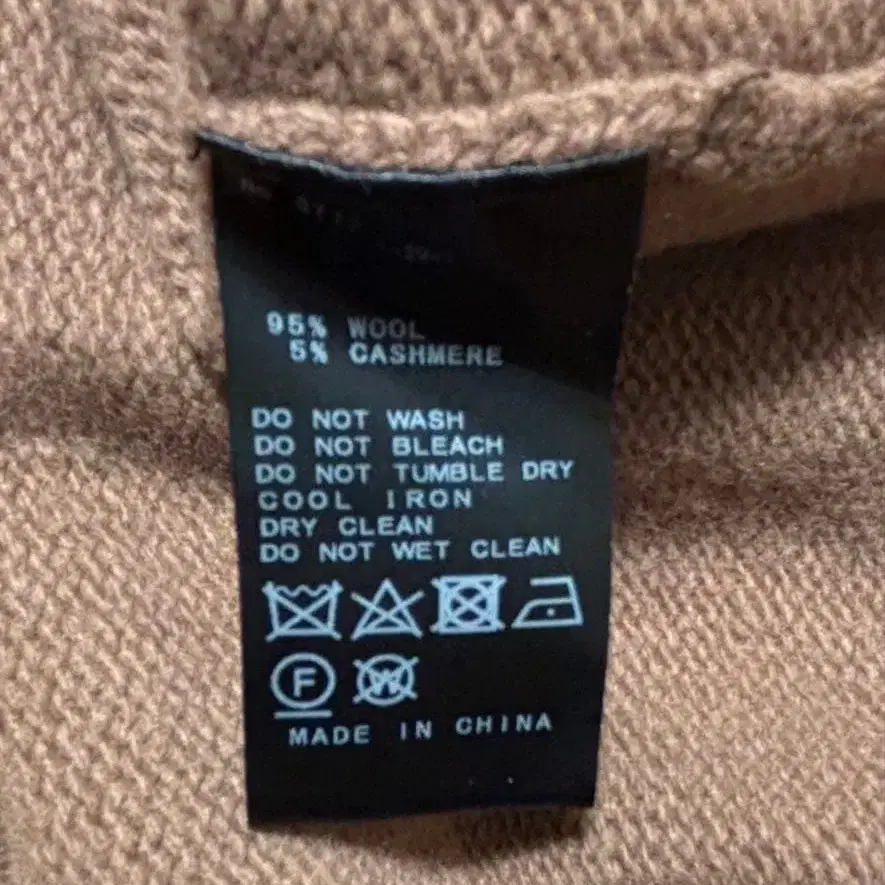 95% WOOL
5% CASHMERE
DO NOT WASH
DO NOT BLEACH
DO NOT TUMBLE DRY
COOL IRON
DRY CLEAN
DO NOT WET CLEAN
F W
MADE IN CHINA